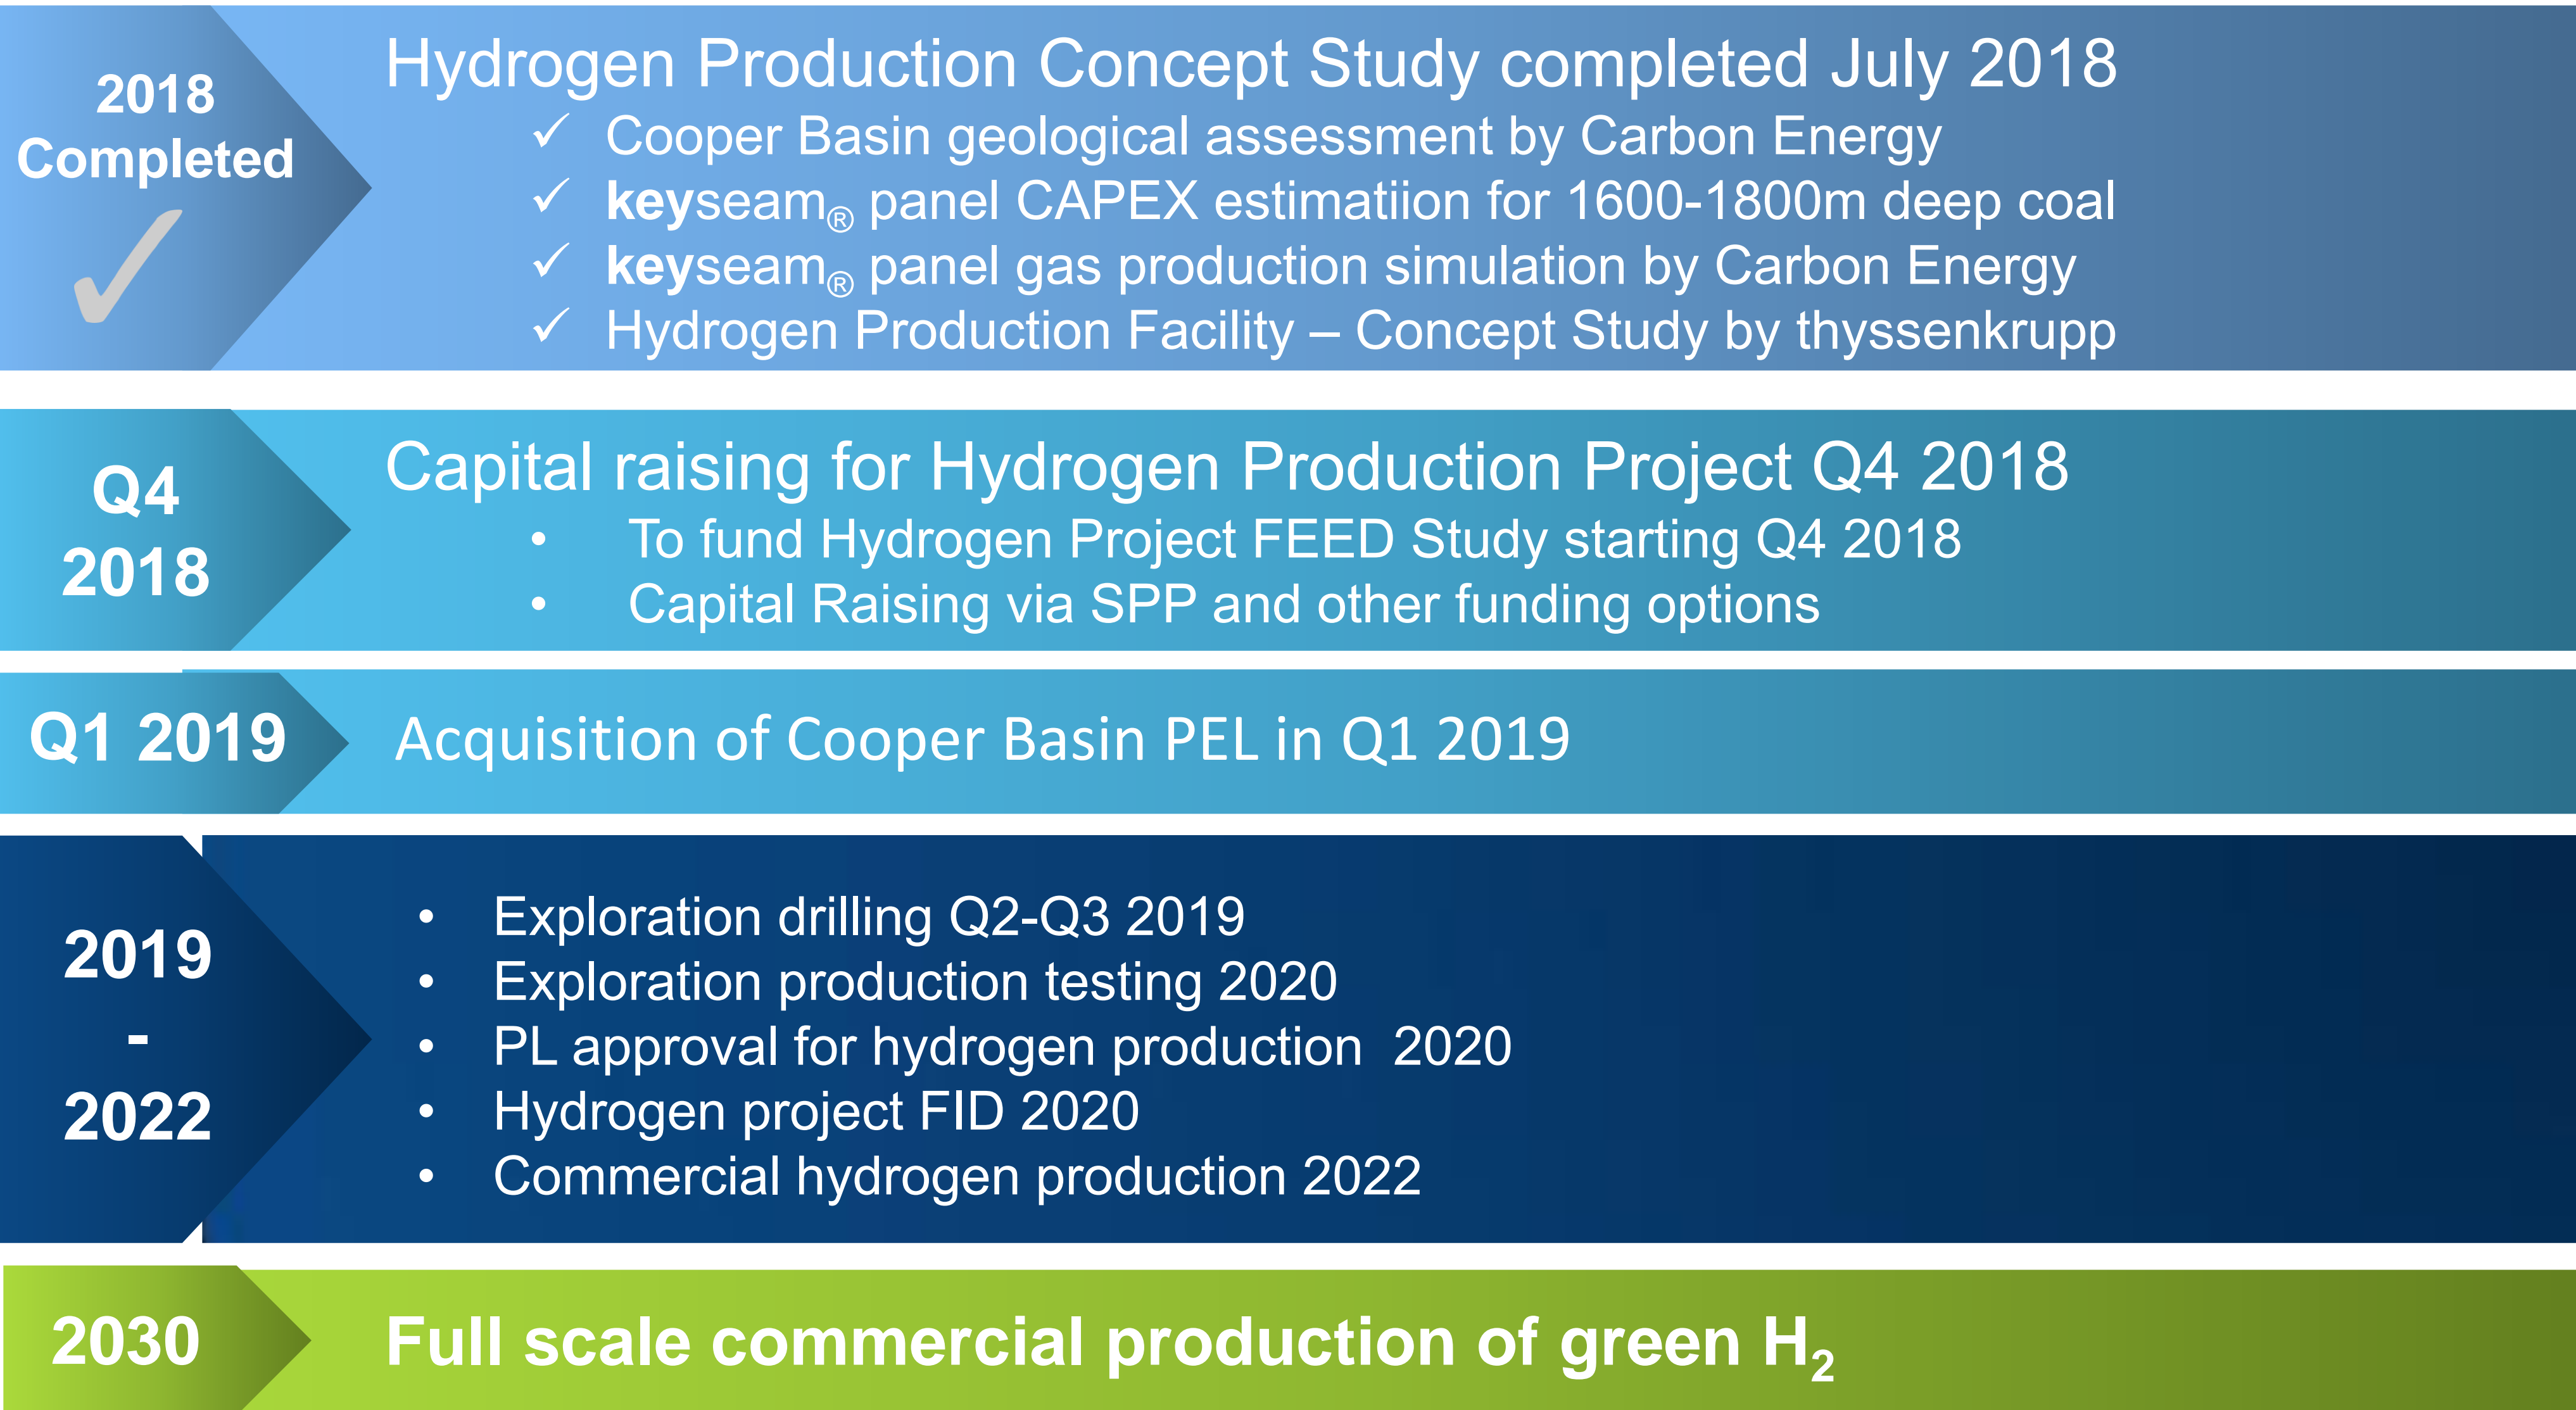 2018
Completed
✓
Hydrogen Production Concept Study completed July 2018
✓ Cooper Basin geological assessment by Carbon Energy
✓ keyseam® panel CAPEX estimatiion for 1600-1800m deep coal
✓ keyseam® panel gas production simulation by Carbon Energy
✓ Hydrogen Production Facility – Concept Study by thyssenkrupp
Q4
2018
Capital raising for Hydrogen Production Project Q4 2018
• To fund Hydrogen Project FEED Study starting Q4 2018
• Capital Raising via SPP and other funding options
Q1 2019
Acquisition of Cooper Basin PEL in Q1 2019
2019
-
2022
• Exploration drilling Q2-Q3 2019
• Exploration production testing 2020
• PL approval for hydrogen production 2020
• Hydrogen project FID 2020
• Commercial hydrogen production 2022
2030
Full scale commercial production of green H₂